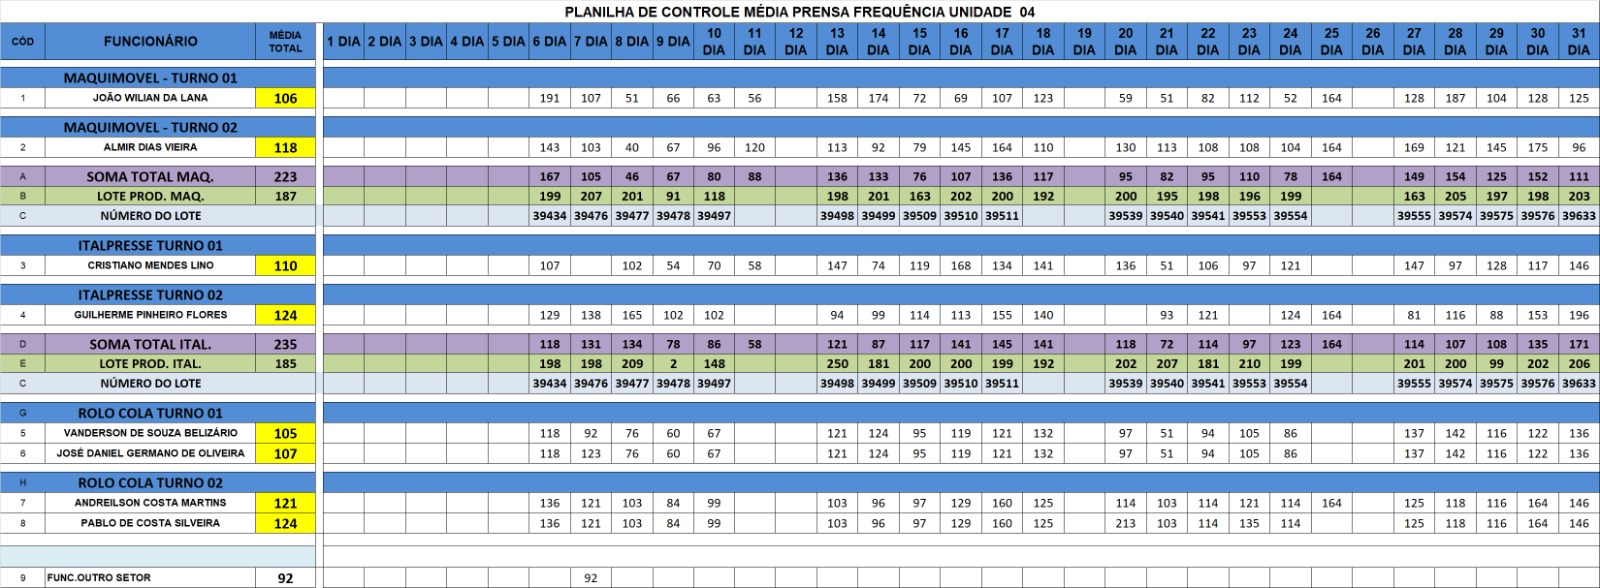 PLANILHA DE CONTROLE MÉDIA PRENSA FREQUÊNCIA UNIDADE 04
CÓD FUNCIONÁRIO MÉDIA TOTAL 1 DIA 2 DIA 3 DIA 4 DIA 5 DIA 6 DIA 7 DIA 8 DIA 9 DIA 10 DIA 11 DIA 12 DIA 13 DIA 14 DIA 15 DIA 16 DIA 17 DIA 18 DIA 19 DIA 20 DIA 21 DIA 22 DIA 23 DIA 24 DIA 25 DIA 26 DIA 27 DIA 28 DIA 29 DIA 30 DIA 31 DIA
MAQUIMOVEL - TURNO 01
1 JOÃO WILIAN DA LANA 106 191 107 51 66 63 56 158 174 72 69 107 123 59 51 82 112 52 164 128 187 104 128 125
MAQUIMOVEL - TURNO 02
2 ALMIR DIAS VIEIRA 118 143 103 40 67 96 120 113 92 79 145 164 110 130 113 108 108 104 164 169 121 145 175 96
A SOMA TOTAL MAQ. 223 167 105 46 67 80 88 136 133 76 107 136 117 95 82 95 110 78 164 149 154 125 152 111
B LOTE PROD. MAQ. 187 199 207 201 91 118 198 201 163 202 200 192 200 195 198 196 199 163 205 197 198 203
C NÚMERO DO LOTE 39434 39476 39477 39478 39497 39498 39499 39509 39510 39511 39539 39540 39541 39553 39554 39555 39574 39575 39576 39633
ITALPRESSE TURNO 01
3 CRISTIANO MENDES LINO 110 107 102 54 70 58 147 74 119 168 134 141 136 51 106 97 121 147 97 128 117 146
ITALPRESSE TURNO 02
4 GUILHERME PINHEIRO FLORES 124 129 138 165 102 102 94 99 114 113 155 140 93 121 124 164 81 116 88 153 196
D SOMA TOTAL ITAL. 235 118 131 134 78 86 58 121 87 117 141 145 141 118 72 114 97 123 164 114 107 108 135 171
E LOTE PROD. ITAL. 185 198 198 209 2 148 250 181 200 200 199 192 202 207 181 210 199 201 200 99 202 206
C NÚMERO DO LOTE 39434 39476 39477 39478 39497 39498 39499 39509 39510 39511 39539 39540 39541 39553 39554 39555 39574 39575 39576 39633
G ROLO COLA TURNO 01
5 VANDERSON DE SOUZA BELIZÁRIO 105 118 92 76 60 67 121 124 95 119 121 132 97 51 94 105 86 137 142 116 122 136
6 JOSÉ DANIEL GERMANO DE OLIVEIRA 107 118 123 76 60 67 121 124 95 119 121 132 97 51 94 105 86 137 142 116 122 136
H ROLO COLA TURNO 02
7 ANDREILSON COSTA MARTINS 121 136 121 103 84 99 103 96 97 129 160 125 114 103 114 121 114 164 125 118 116 164 146
8 PABLO DE COSTA SILVEIRA 124 136 121 103 84 99 103 96 97 129 160 125 213 103 114 135 114 125 118 116 164 146
9 FUNC.OUTRO SETOR 92 92